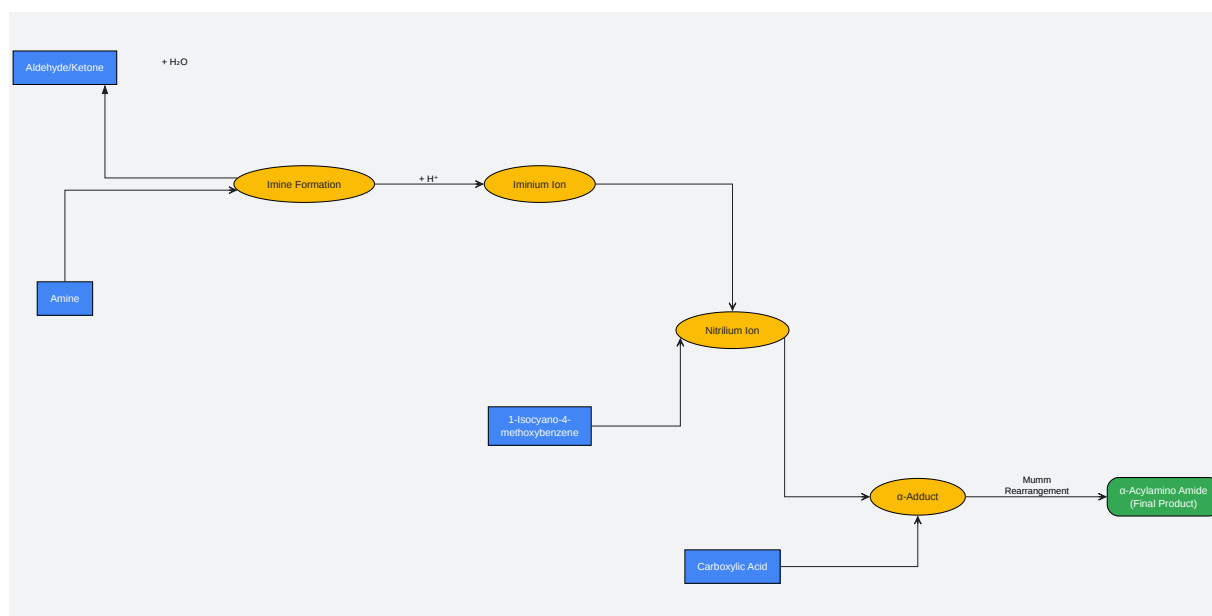 Aldehyde/Ketone
+ H₂O
Imine Formation
+ H⁺
Iminium Ion
Amine
Nitrilium Ion
1-Isocyano-4-
methoxybenzene
Mumm
Rearrangement
α-Adduct
α-Acylamino Amide
(Final Product)
Carboxylic Acid